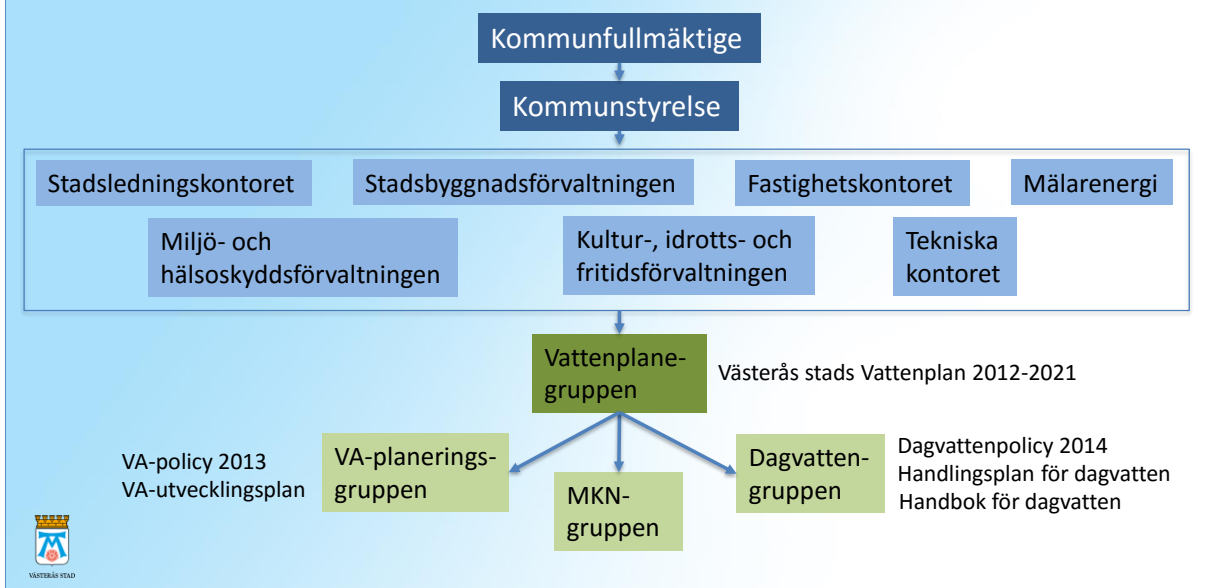 Kommunfullmäktige
Kommunstyrelse
Stadsledningskontoret
Stadsbyggnadsförvaltningen
Fastighetskontoret
Mälarenergi
Miljö- och
hälsoskyddsförvaltningen
Kultur-, idrotts- och
fritidsförvaltningen
Tekniska
kontoret
Vattenplane-
gruppen
Västerås stads Vattenplan 2012-2021
VA-policy 2013
VA-utvecklingsplan
VA-planerings-
gruppen
MKN-
gruppen
Dagvatten-
gruppen
Dagvattenpolicy 2014
Handlingsplan för dagvatten
Handbok för dagvatten
VÄSTERÅS STAD